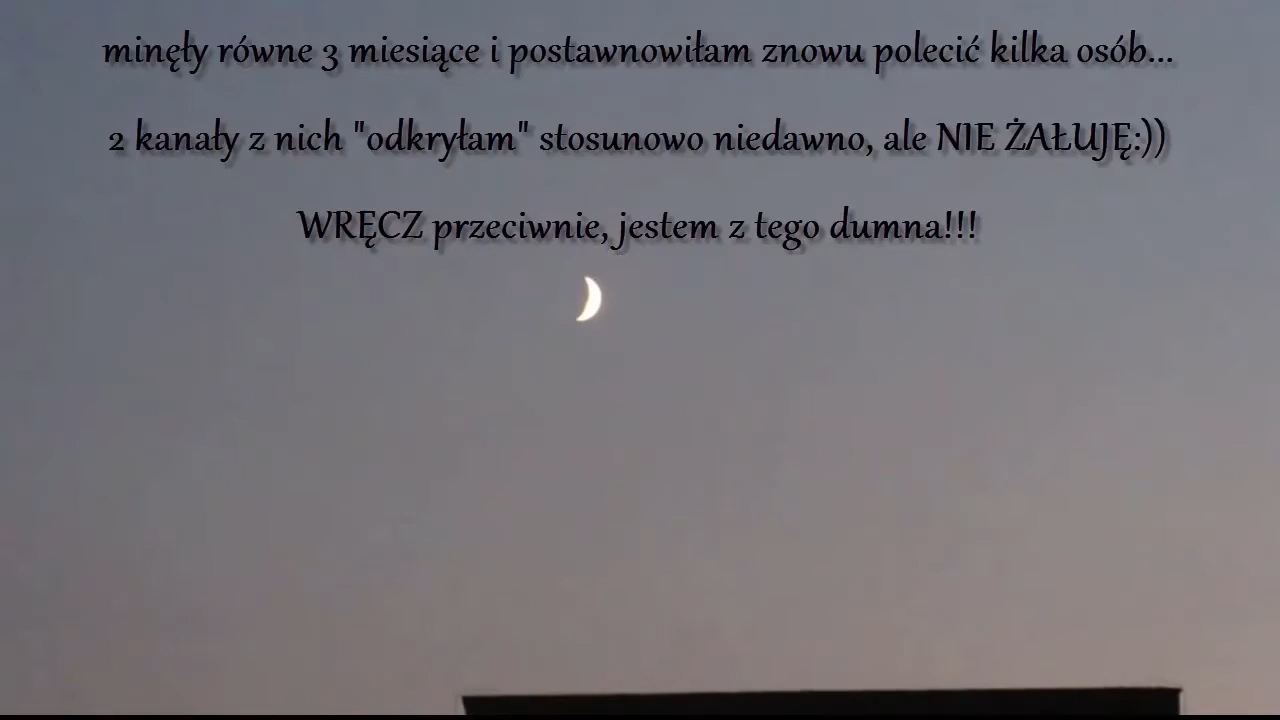 minęły równe 3 miesiące i postawnowiłam znowu polecić kilka osób...
2 kanały z nich "odkryłam" stosunowo niedawno, ale NIE ŻAŁUJĘ:))
WRĘCZ przeciwnie, jestem z tego dumna!!!